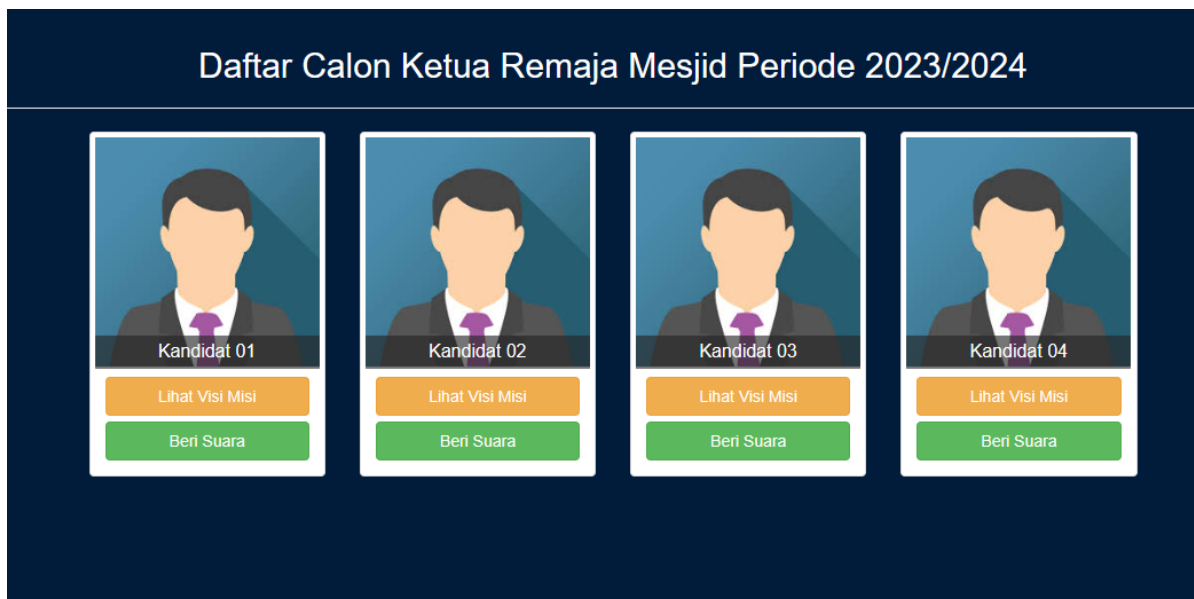 Daftar Calon Ketua Remaja Mesjid Periode 2023/2024
Kandidat 01
Kandidat 02
Kandidat 03
Kandidat 04
Lihat Visi Misi
Lihat Visi Misi
Lihat Visi Misi
Lihat Visi Misi
Beri Suara
Beri Suara
Beri Suara
Beri Suara